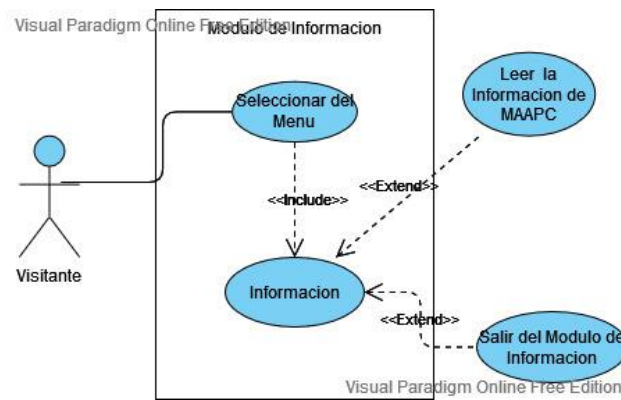 Visual Paradigm Online Free Edition
Modulo de Informacion
Seleccionar del
Menu
Leer la
Informacion de
MAAPC
<<Include>>
<<Extend>>
Visitante
Informacion
<<Extend>>
Salir del Modulo de
Informacion
Visual Paradigm Online Free Edition